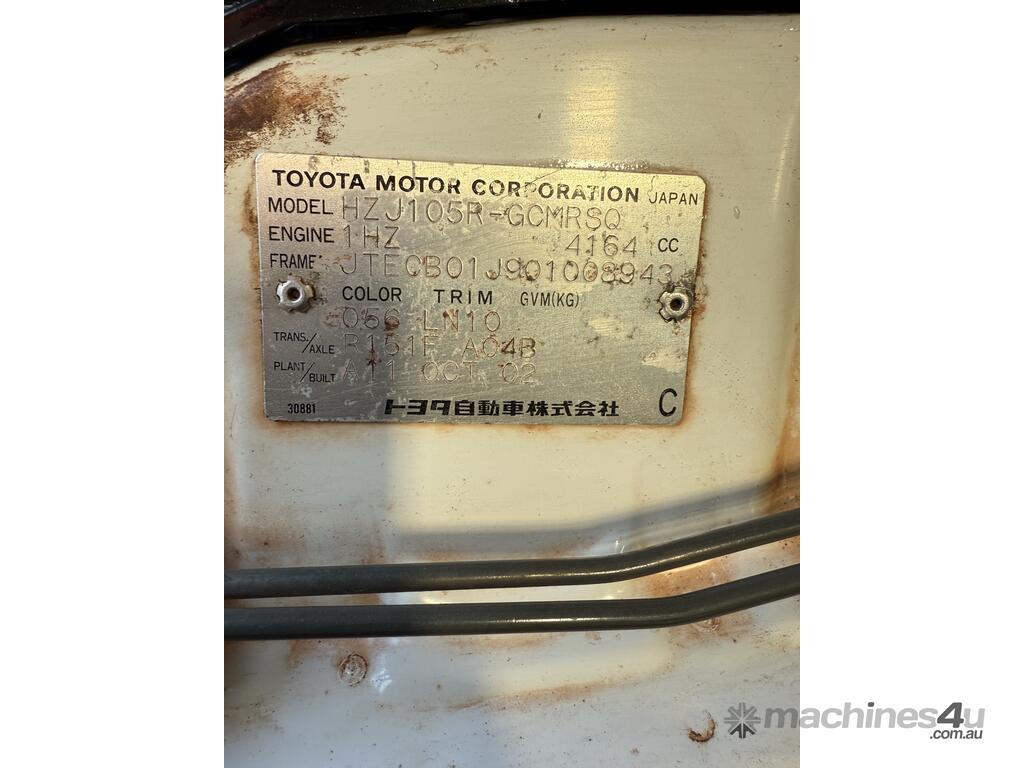 TOYOTA MOTOR CORPORATION JAPAN
MODEL HZJ105R-GCMRSQ
ENGINE 1HZ 4164 CC
FRAME JTECB01J901008943
COLOR TRIM GVM(KG)
056 LN10
TRANS./AXLE R151F A04B
PLANT/BUILT A11 OCT 02
30881 トヨタ自動車株式会社 C
machines4u
.com.au